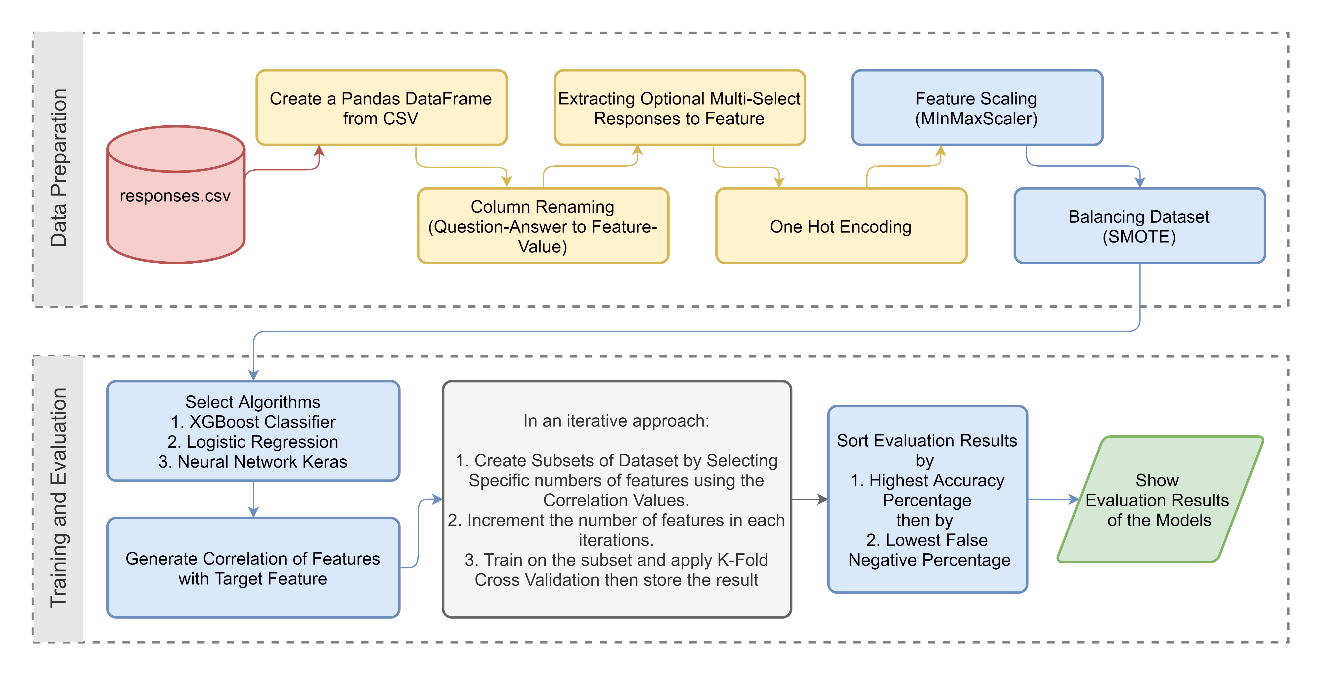 Data Preparation
responses.csv
Create a Pandas DataFrame
from CSV
Column Renaming
(Question-Answer to Feature-
Value)
Extracting Optional Multi-Select
Responses to Feature
One Hot Encoding
Feature Scaling
(MInMaxScaler)
Balancing Dataset
(SMOTE)
Training and Evaluation
Select Algorithms
1. XGBoost Classifier
2. Logistic Regression
3. Neural Network Keras
Generate Correlation of Features
with Target Feature
In an iterative approach:
1. Create Subsets of Dataset by Selecting
Specific numbers of features using the
Correlation Values.
2. Increment the number of features in each
iterations.
3. Train on the subset and apply K-Fold
Cross Validation then store the result
Sort Evaluation Results
by
1. Highest Accuracy
Percentage
then by
2. Lowest False
Negative Percentage
Show
Evaluation Results
of the Models